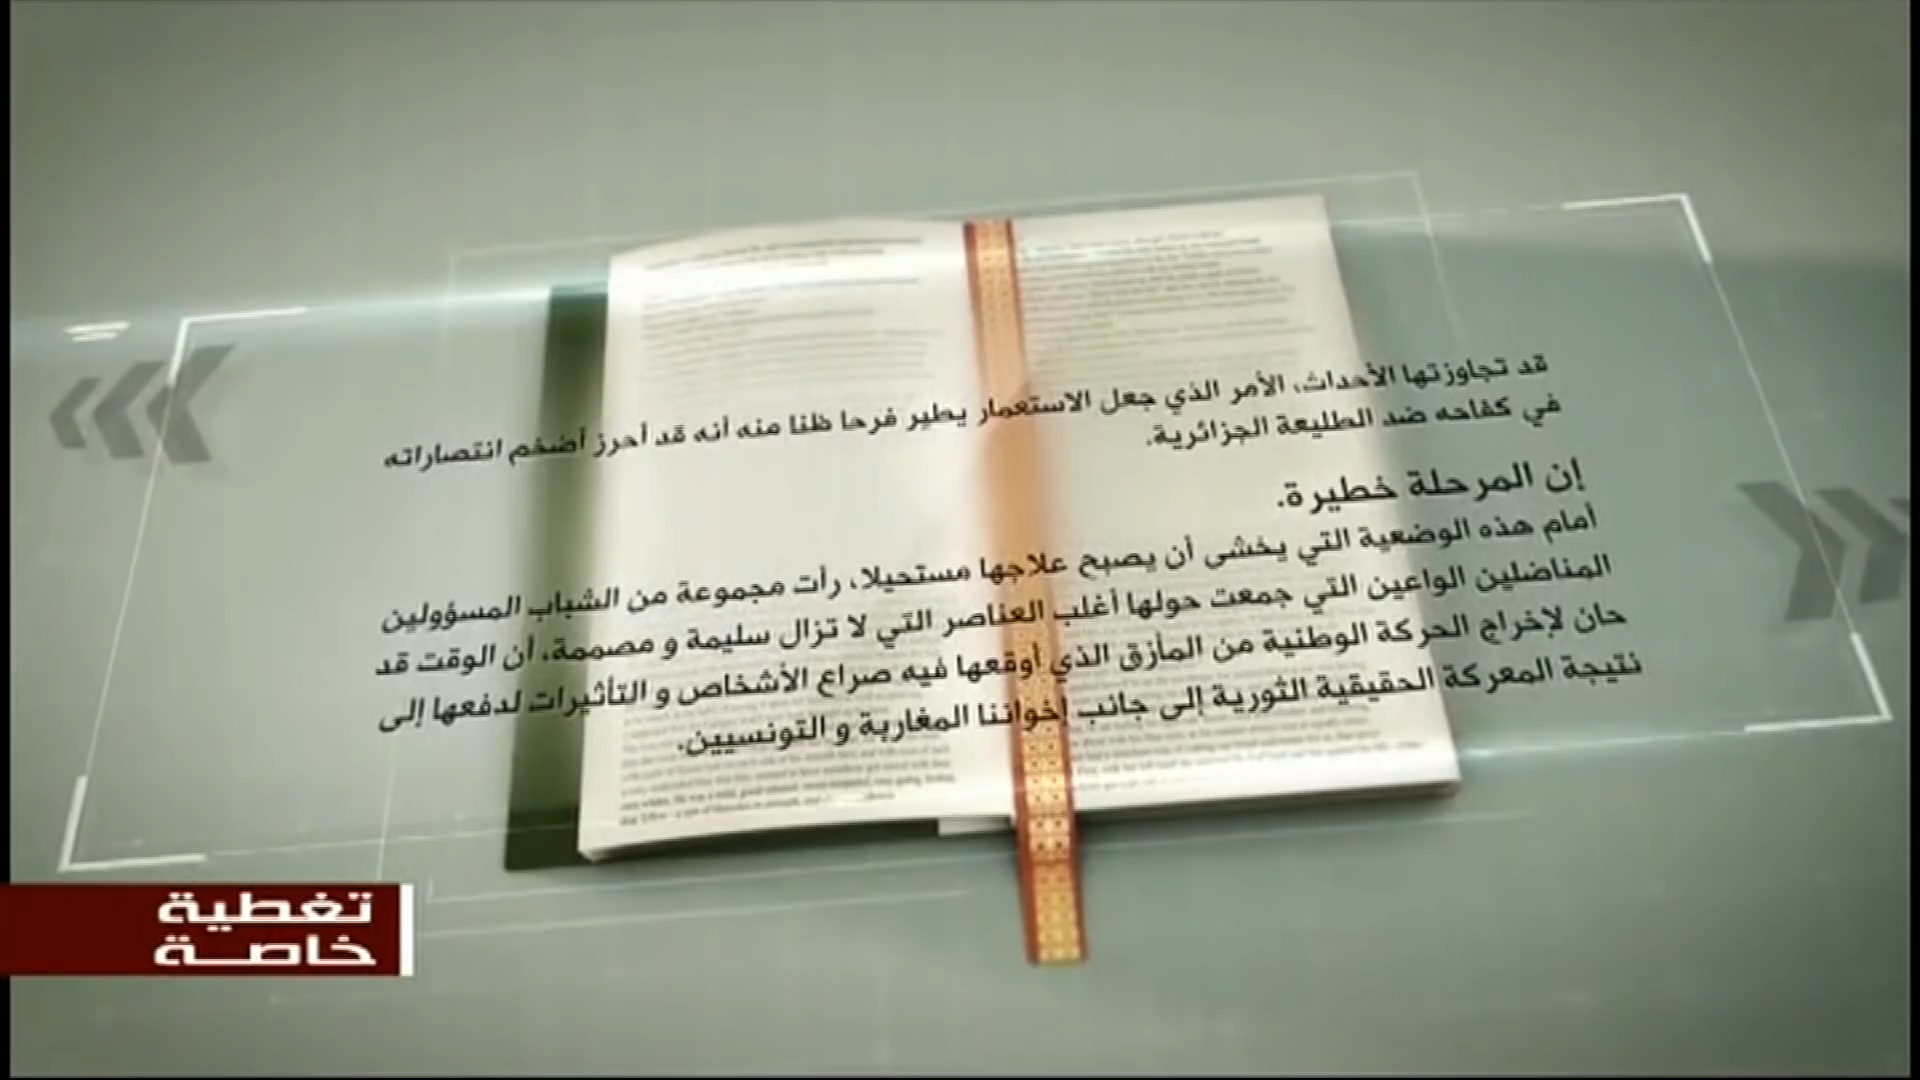 قد تجاوزتها الأحداث، الأمر الذي جعل الاستعمار يطير فرحا ظنا منه أنه قد أحرز أضخم انتصاراته
في كفاحه ضد الطليعة الجزائرية.
إن المرحلة خطيرة.
أمام هذه الوضعية التي يخشى أن يصبح علاجها مستحيلا، رأت مجموعة من الشباب المسؤولين
المناضلين الواعين التي جمعت حولها أغلب العناصر التي لا تزال سليمة و مصممة، أن الوقت قد
حان لإخراج الحركة الوطنية من المأزق الذي أوقعها فيه صراع الأشخاص و التأثيرات لدفعها إلى
نتيجة المعركة الحقيقية الثورية إلى جانب إخواننا المغاربة و التونسيين.
تغطية
خاصة